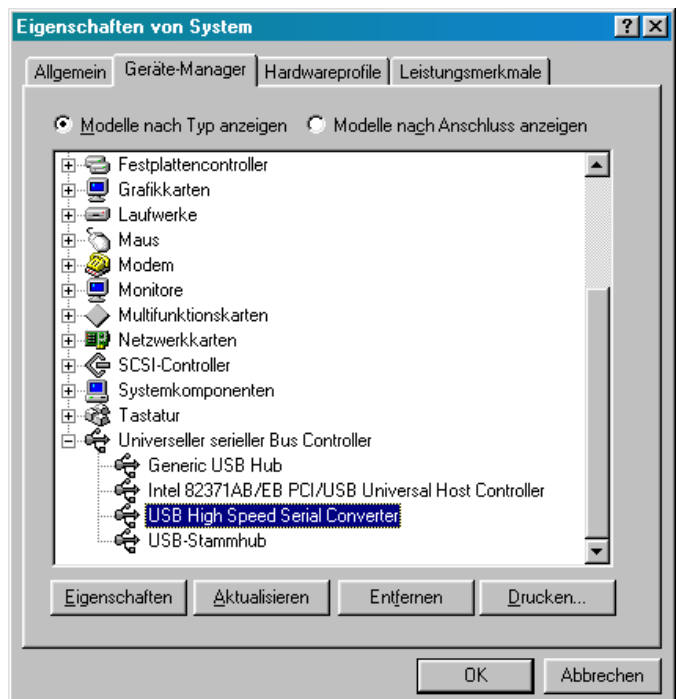 Eigenschaften von System
Allgemein Geräte-Manager Hardwareprofile Leistungsmerkmale
Modelle nach Typ anzeigen Modelle nach Anschluss anzeigen
Festplattencontroller
Grafikkarten
Laufwerke
Maus
Modem
Monitore
Multifunktionskarten
Netzwerkkarten
SCSI-Controller
Systemkomponenten
Tastatur
Universeller serieller Bus Controller
Generic USB Hub
Intel 82371AB/EB PCI/USB Universal Host Controller
USB High Speed Serial Converter
USB-Stammhub
Eigenschaften Aktualisieren Entfernen Drucken...
OK Abbrechen